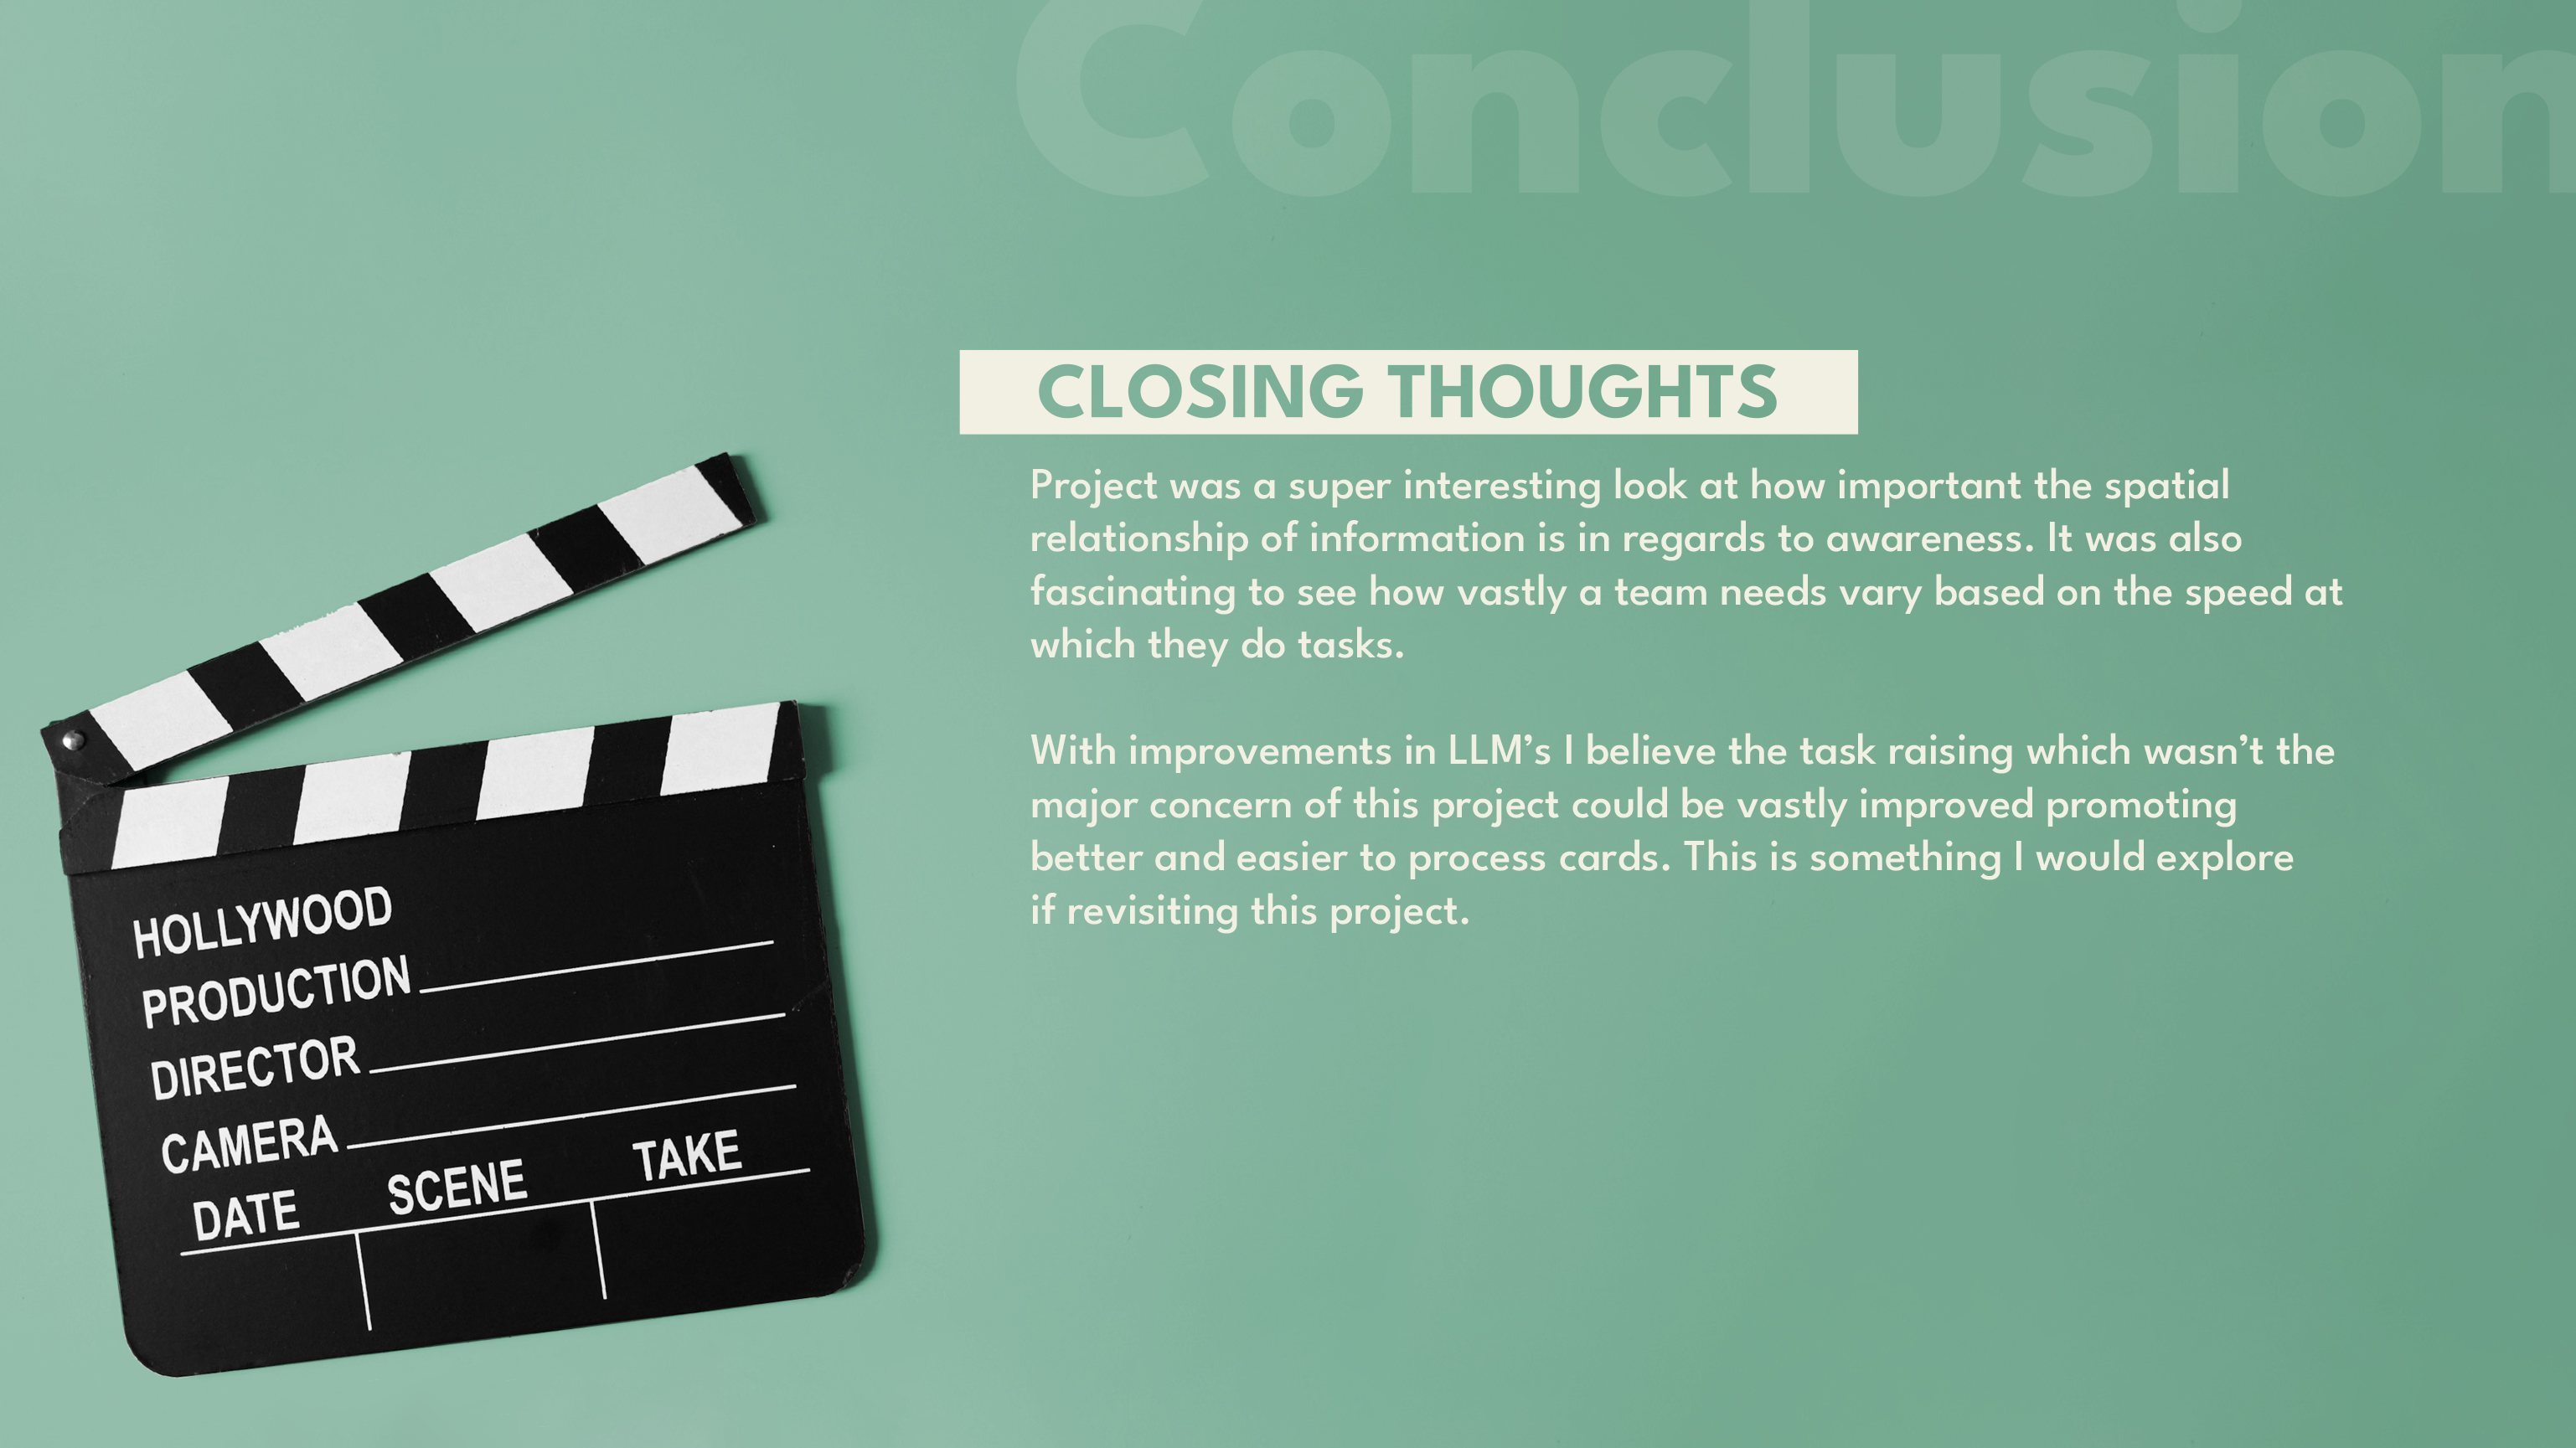 Conclusion
CLOSING THOUGHTS
Project was a super interesting look at how important the spatial
relationship of information is in regards to awareness. It was also
fascinating to see how vastly a team needs vary based on the speed at
which they do tasks.
With improvements in LLM’s I believe the task raising which wasn’t the
major concern of this project could be vastly improved promoting
better and easier to process cards. This is something I would explore
if revisiting this project.
HOLLYWOOD
PRODUCTION
DIRECTOR
CAMERA
DATE SCENE TAKE